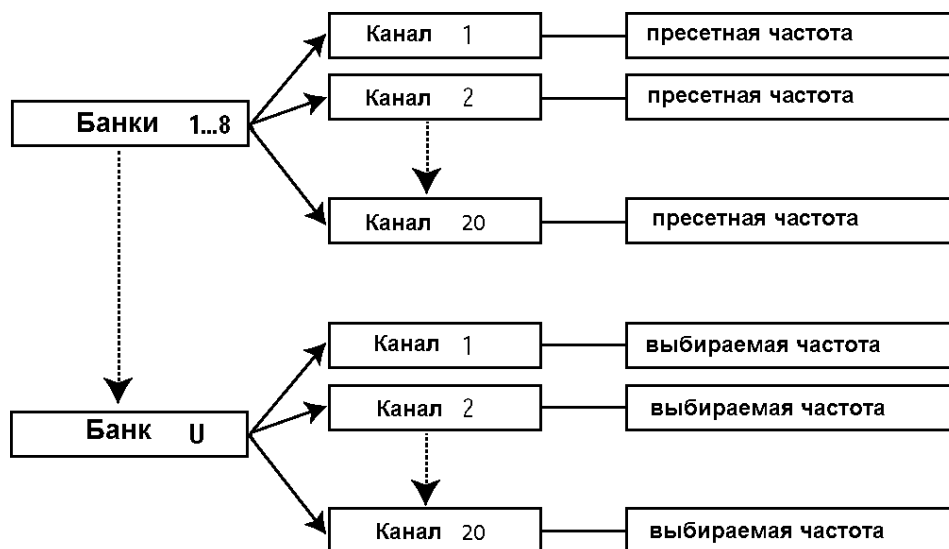 Канал 1 пресетная частота
Канал 2 пресетная частота
Банки 1...8
Канал 20 пресетная частота
Канал 1 выбираемая частота
Канал 2 выбираемая частота
Банк U
Канал 20 выбираемая частота